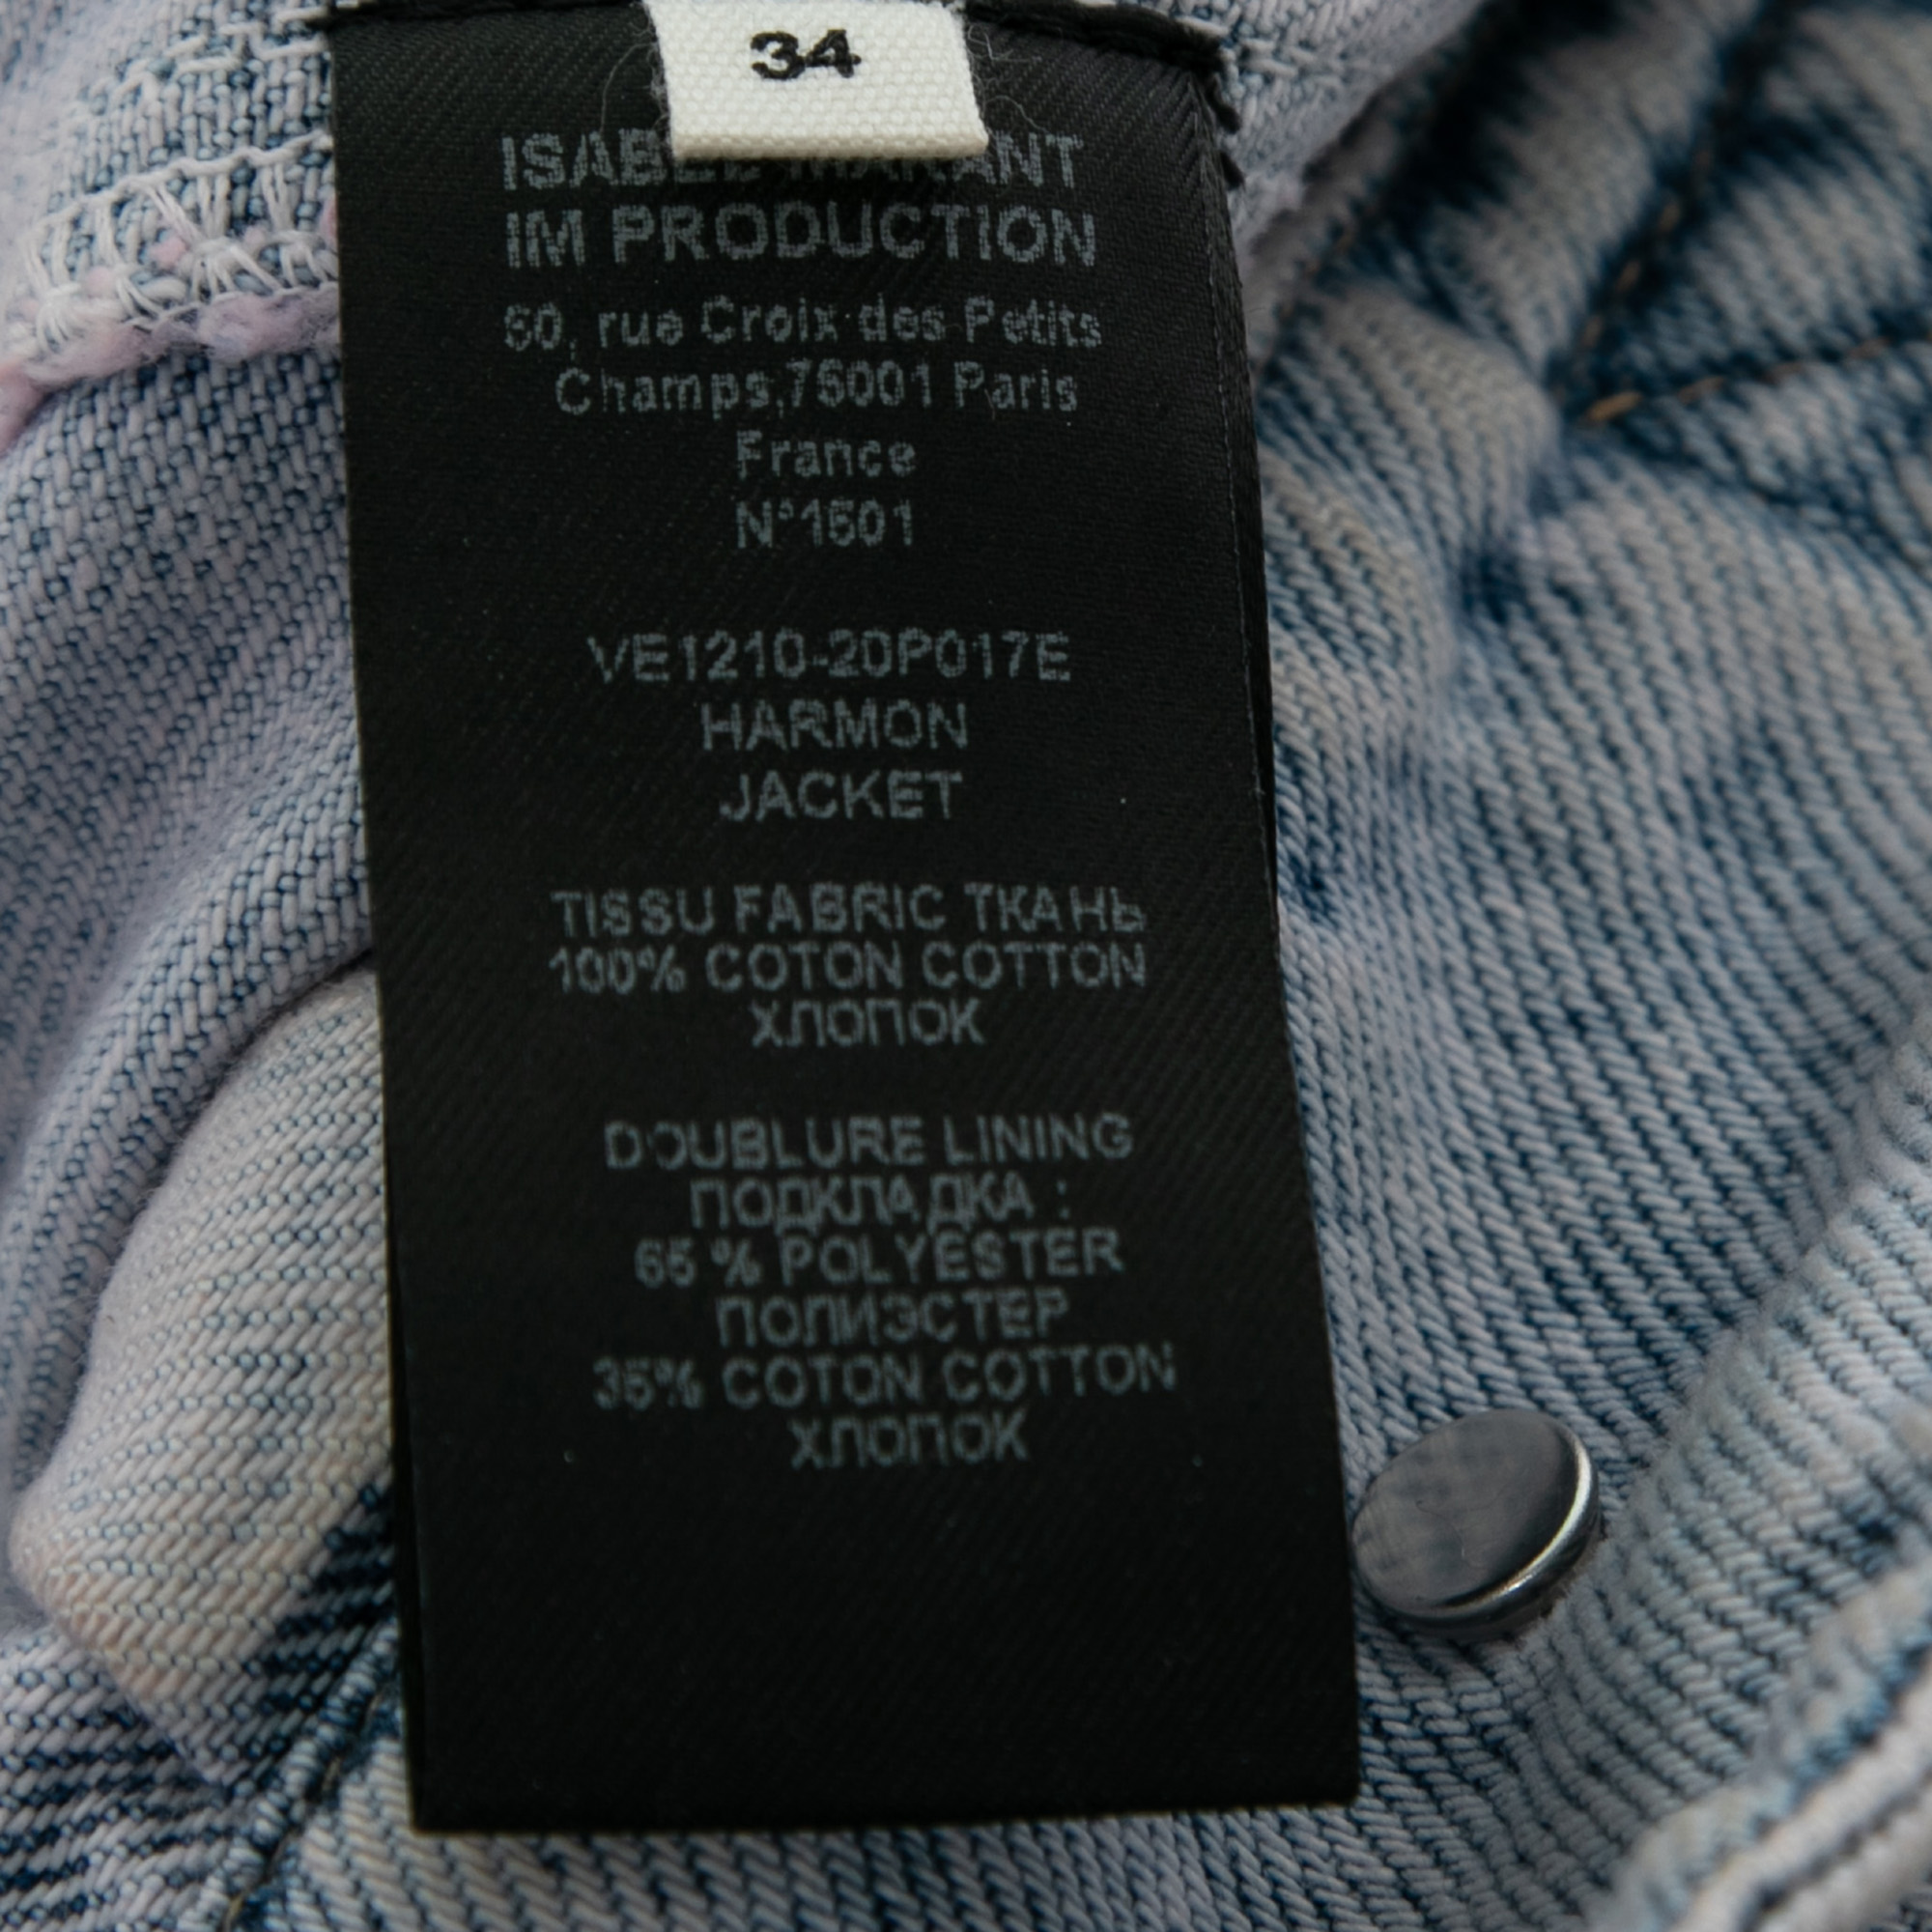 34
ISABEL MARANT
IM PRODUCTION
60, rue Croix des Petits
Champs,75001 Paris
France
N°1501
VE1210-20P017E
HARMON
JACKET
TISSU FABRIC ТКАНЬ
100% COTON COTTON
ХЛОПОК
DOUBLURE LINING
ПОДКЛАДКА :
65 % POLYESTER
ПОЛИЭСТЕР
35% COTON COTTON
ХЛОПОК